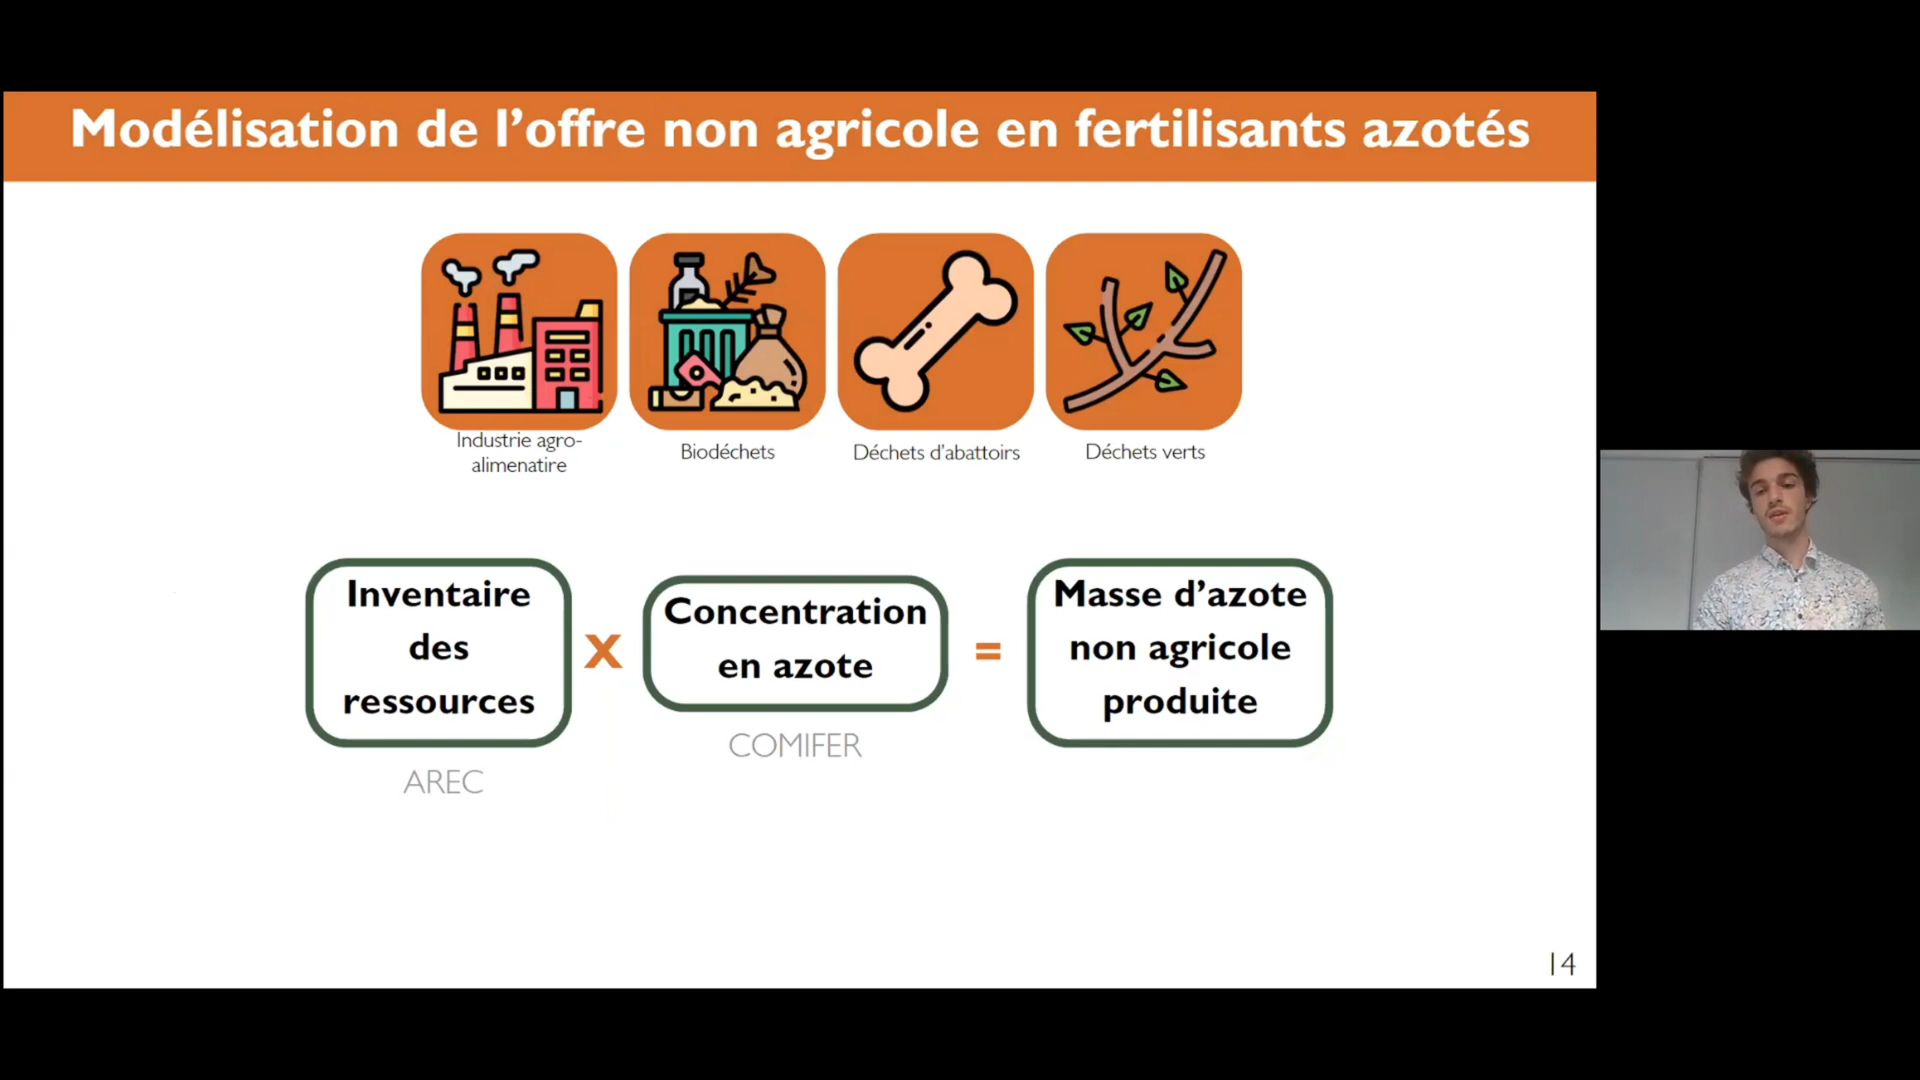 Modélisation de l’offre non agricole en fertilisants azotés
Industrie agro-
alimenatire
Biodéchets
Déchets d’abattoirs
Déchets verts
Inventaire
des
ressources
X
Concentration
en azote
=
Masse d’azote
non agricole
produite
AREC
COMIFER
14